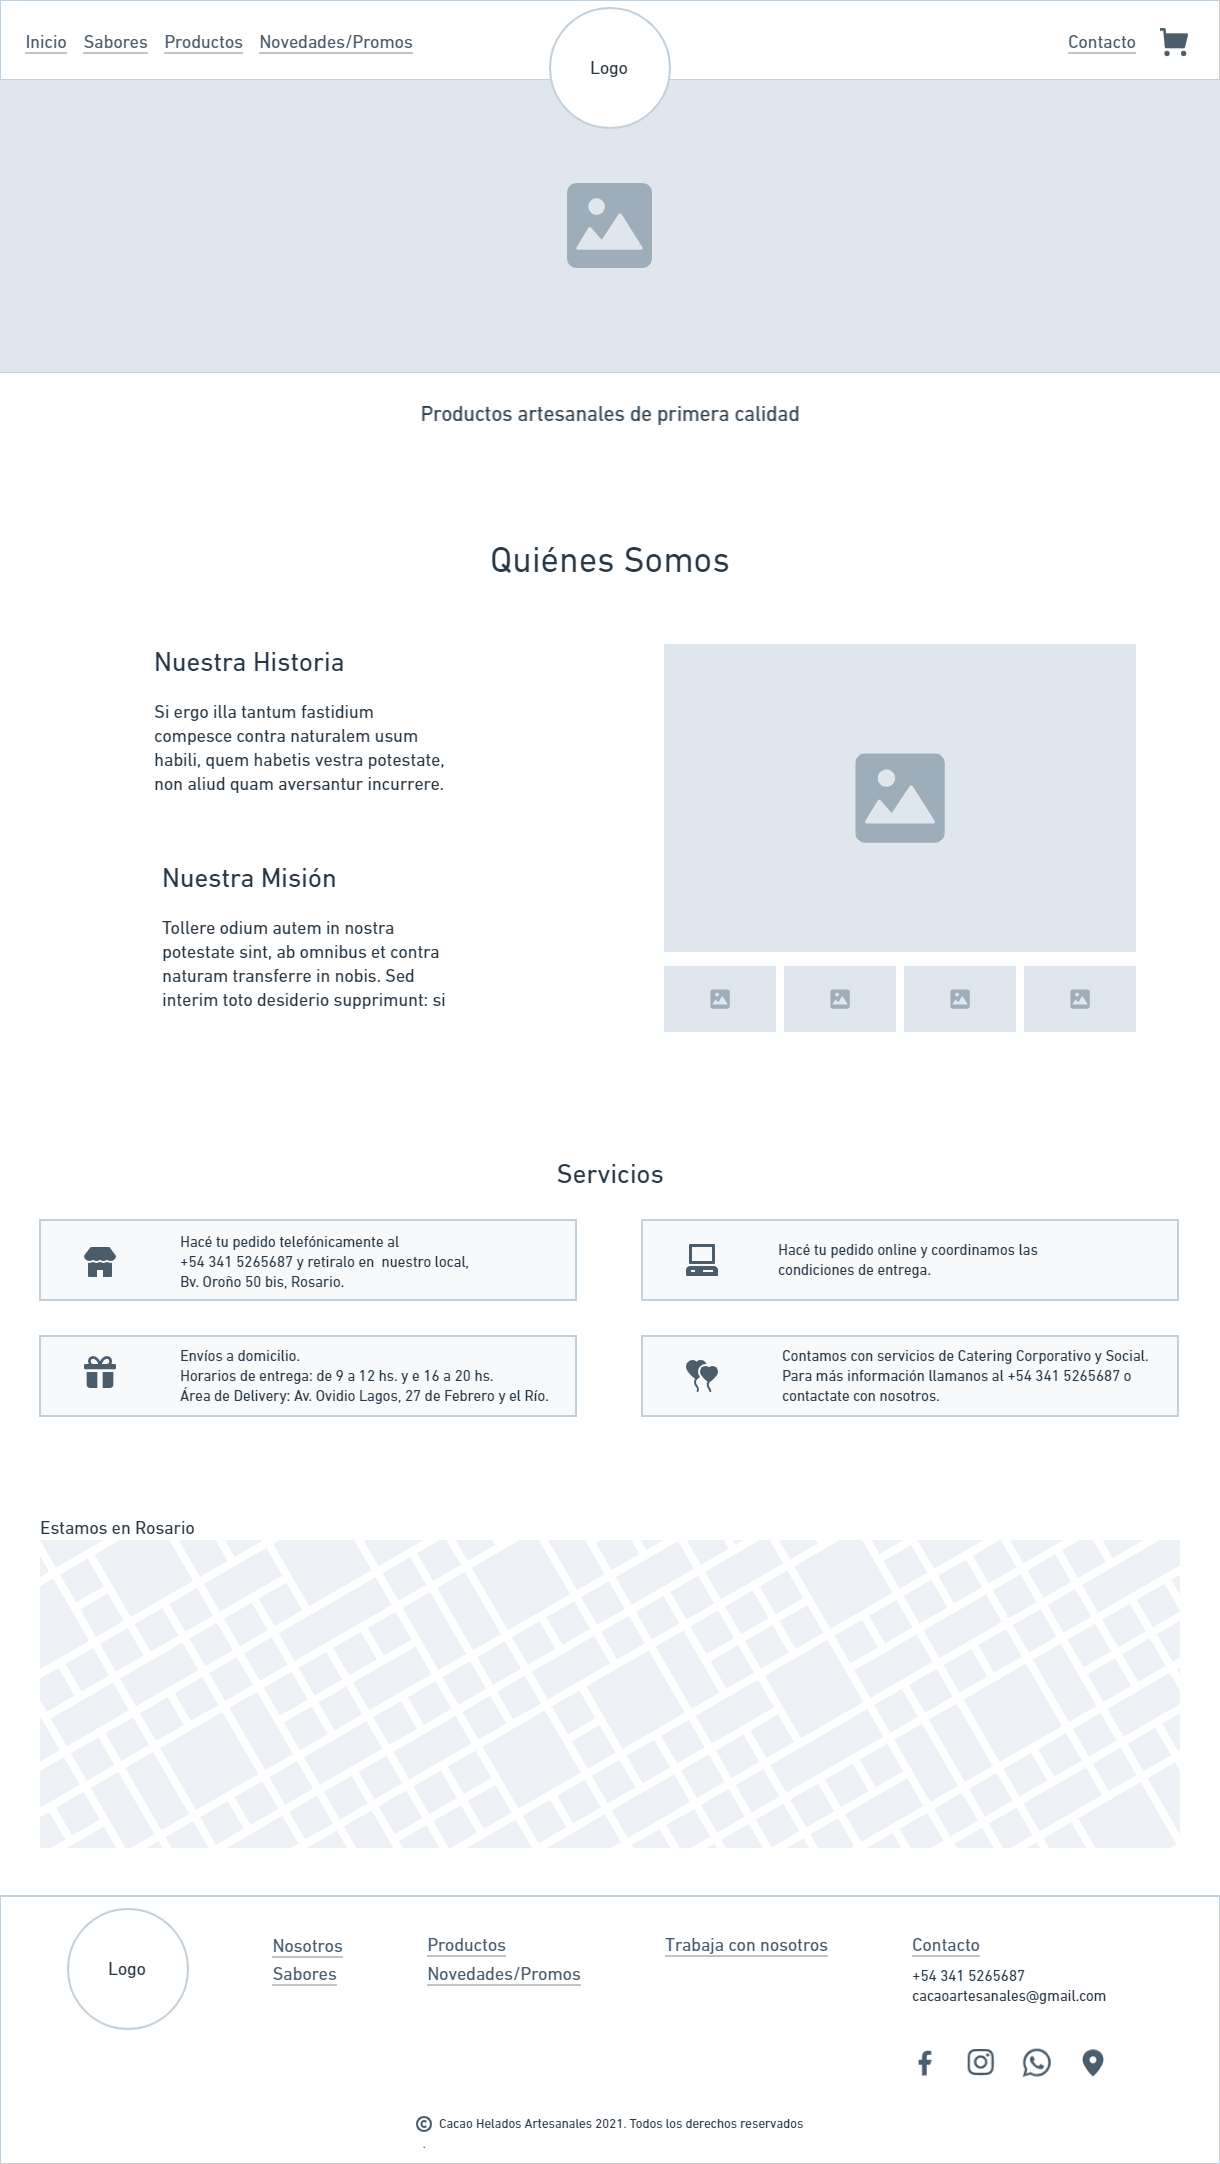 Inicio Sabores Productos Novedades/Promos Logo Contacto
Productos artesanales de primera calidad
Quiénes Somos
Nuestra Historia
Si ergo illa tantum fastidium
compesce contra naturalem usum
habili, quem habetis vestra potestate,
non aliud quam aversantur incurrere.
Nuestra Misión
Tollere odium autem in nostra
potestate sint, ab omnibus et contra
naturam transferre in nobis. Sed
interim toto desiderio supprimunt: si
Servicios
Hacé tu pedido telefónicamente al
+54 341 5265687 y retiralo en  nuestro local,
Bv. Oroño 50 bis, Rosario.
Hacé tu pedido online y coordinamos las
condiciones de entrega.
Envíos a domicilio.
Horarios de entrega: de 9 a 12 hs. y e 16 a 20 hs.
Área de Delivery: Av. Ovidio Lagos, 27 de Febrero y el Río.
Contamos con servicios de Catering Corporativo y Social.
Para más información llamanos al +54 341 5265687 o
contactate con nosotros.
Estamos en Rosario
Logo
Nosotros
Sabores
Productos
Novedades/Promos
Trabaja con nosotros
Contacto
+54 341 5265687
cacaoartesanales@gmail.com
© Cacao Helados Artesanales 2021. Todos los derechos reservados
.